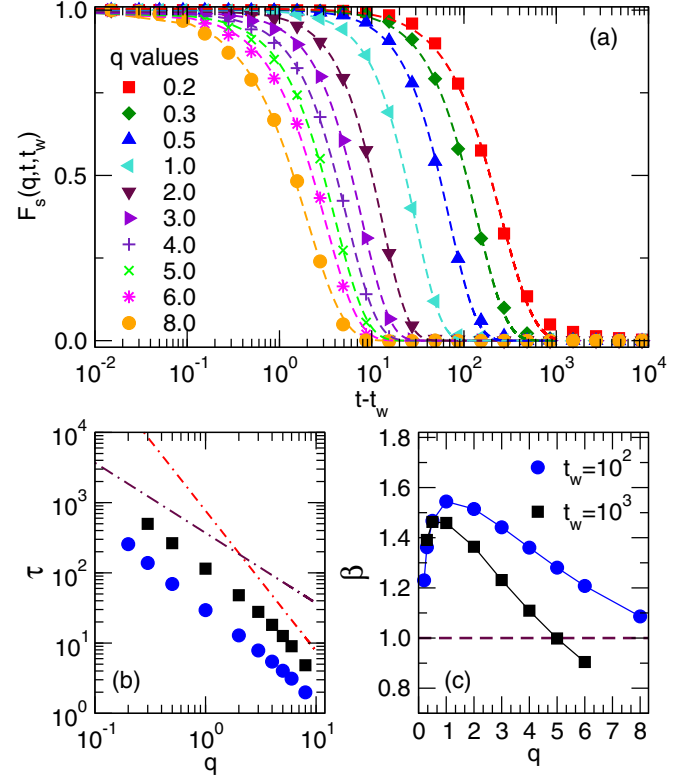 1.0
0.5
0.0
F_s(q,t,t_w)
(a)
q values
0.2
0.3
0.5
1.0
2.0
3.0
4.0
5.0
6.0
8.0
10^-2 10^-1 10^0 10^1 10^2 10^3 10^4
t-t_w
10^4
10^3
10^2
10^1
10^0
τ
(b)
10^-1 10^0 10^1
q
1.8
1.6
1.4
1.2
1.0
0.8
β
t_w=10^2
t_w=10^3
(c)
0 1 2 3 4 5 6 7 8
q